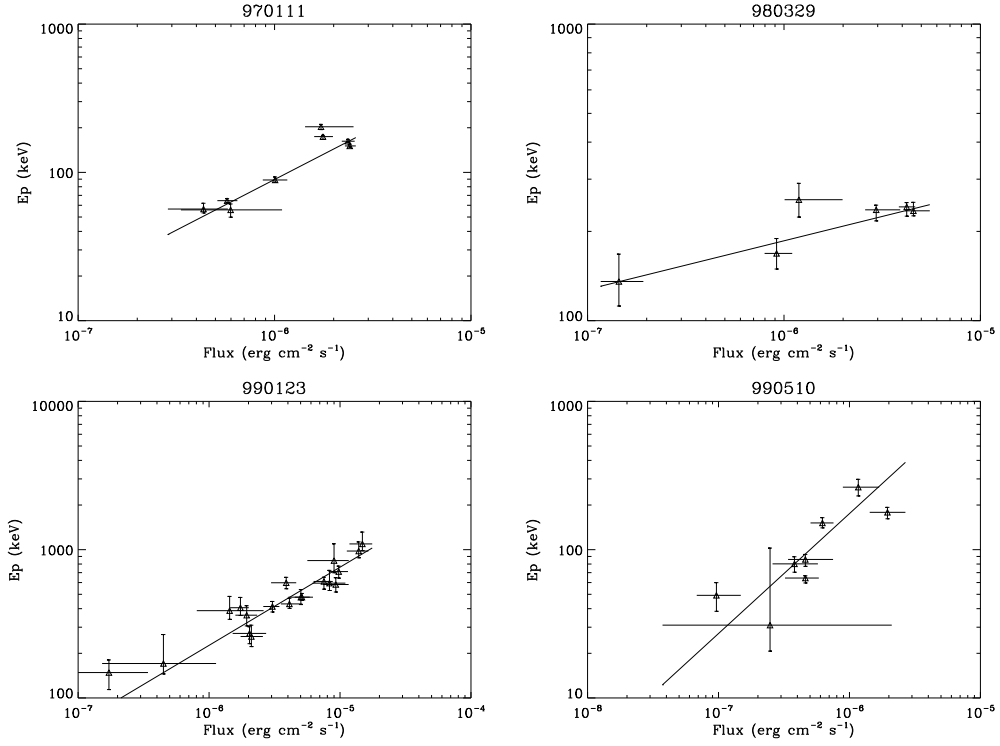 970111
1000
100
10
Ep (keV)
10⁻⁷ 10⁻⁶ 10⁻⁵
Flux (erg cm⁻² s⁻¹)
980329
1000
100
Ep (keV)
10⁻⁷ 10⁻⁶ 10⁻⁵
Flux (erg cm⁻² s⁻¹)
990123
10000
1000
100
Ep (keV)
10⁻⁷ 10⁻⁶ 10⁻⁵ 10⁻⁴
Flux (erg cm⁻² s⁻¹)
990510
1000
100
10
Ep (keV)
10⁻⁸ 10⁻⁷ 10⁻⁶ 10⁻⁵
Flux (erg cm⁻² s⁻¹)